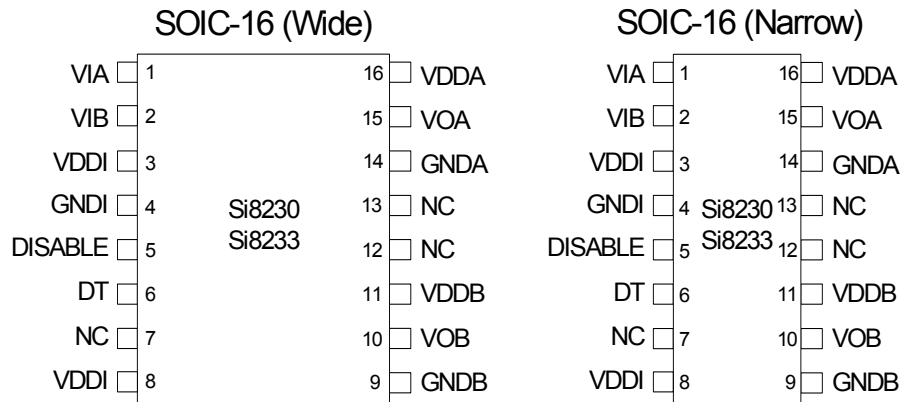 SOIC-16 (Wide)
VIA 1 16 VDDA
VIB 2 15 VOA
VDDI 3 14 GNDA
GNDI 4 Si8230 13 NC
DISABLE 5 Si8233 12 NC
DT 6 11 VDDB
NC 7 10 VOB
VDDI 8 9 GNDB
SOIC-16 (Narrow)
VIA 1 16 VDDA
VIB 2 15 VOA
VDDI 3 14 GNDA
GNDI 4 Si8230 13 NC
DISABLE 5 Si8233 12 NC
DT 6 11 VDDB
NC 7 10 VOB
VDDI 8 9 GNDB